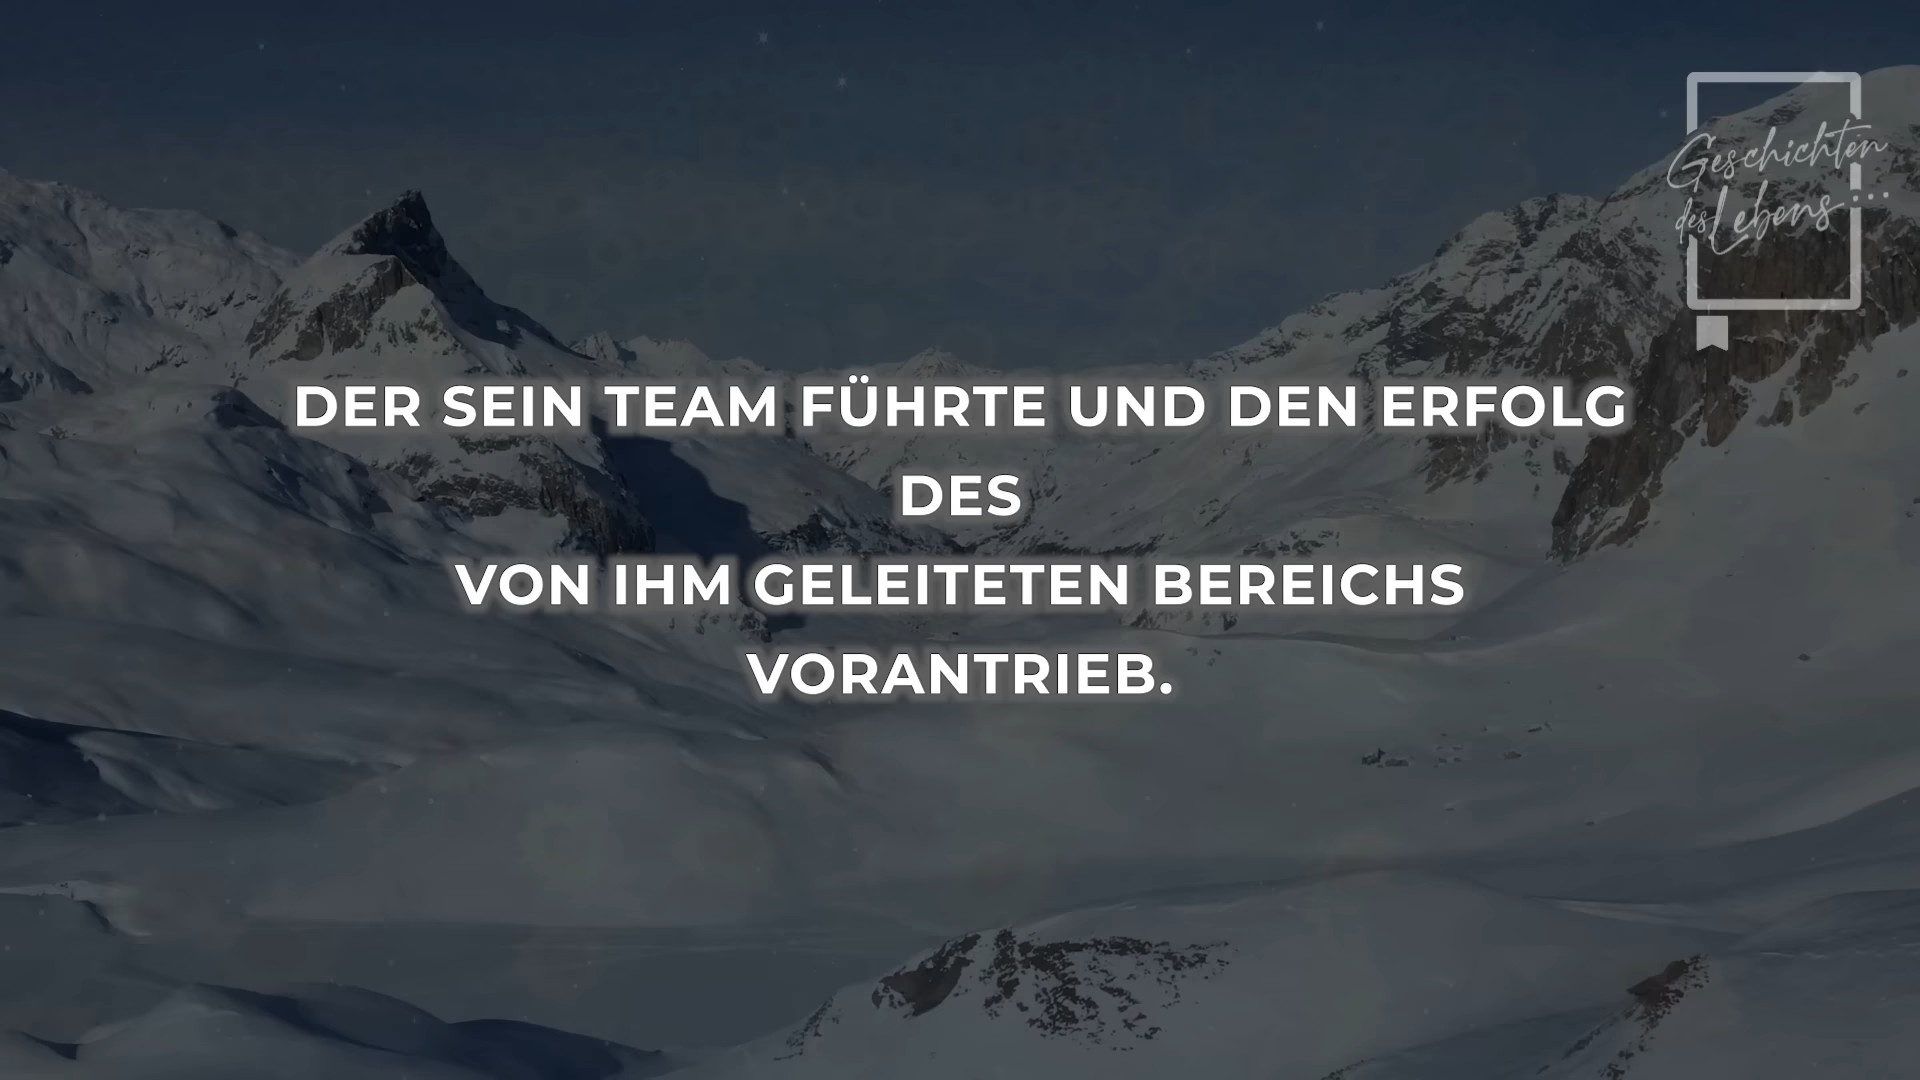 Geschichten
des Lebens...
DER SEIN TEAM FÜHRTE UND DEN ERFOLG
DES
VON IHM GELEITETEN BEREICHS
VORANTRIEB.